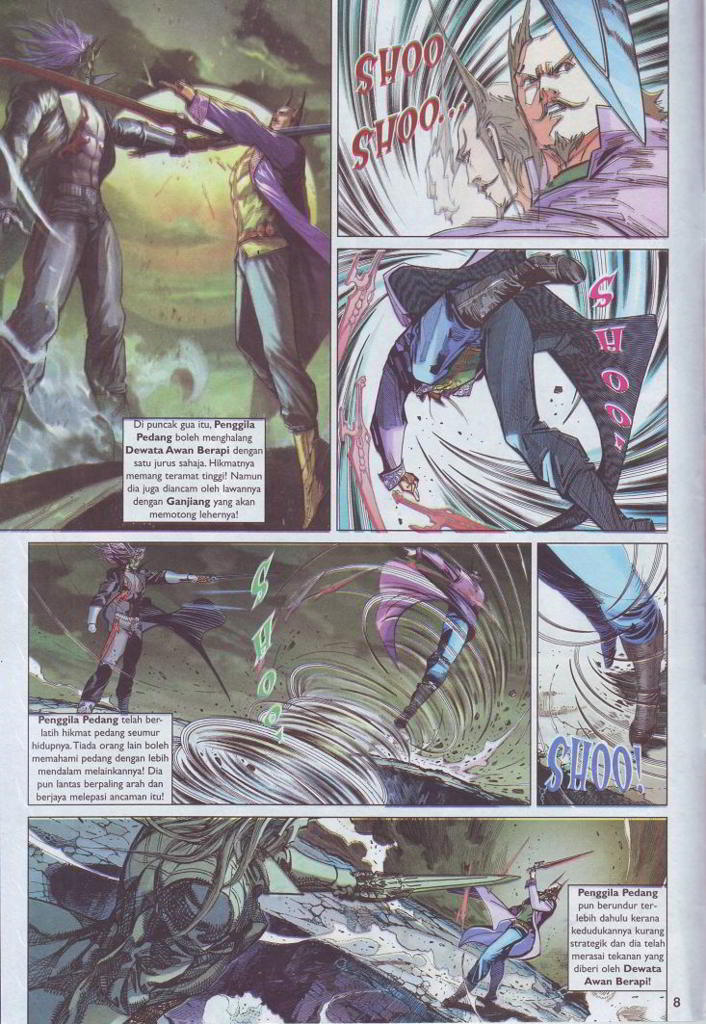 SHOO
SHOO...
SHOO!
Di puncak gua itu, Penggila
Pedang boleh menghalang
Dewata Awan Berapi dengan
satu jurus sahaja. Hikmatnya
memang teramat tinggi! Namun
dia juga diancam oleh lawannya
dengan Ganjiang yang akan
memotong lehernya!
SHOO!
Penggila Pedang telah ber-
latih hikmat pedang seumur
hidupnya. Tiada orang lain boleh
memahami pedang dengan lebih
mendalam melainkannya! Dia
pun lantas berpaling arah dan
berjaya melepasi ancaman itu!
SHOO!
Penggila Pedang
pun berundur ter-
lebih dahulu kerana
kedudukannya kurang
strategik dan dia telah
merasai tekanan yang
diberi oleh Dewata
Awan Berapi!
8